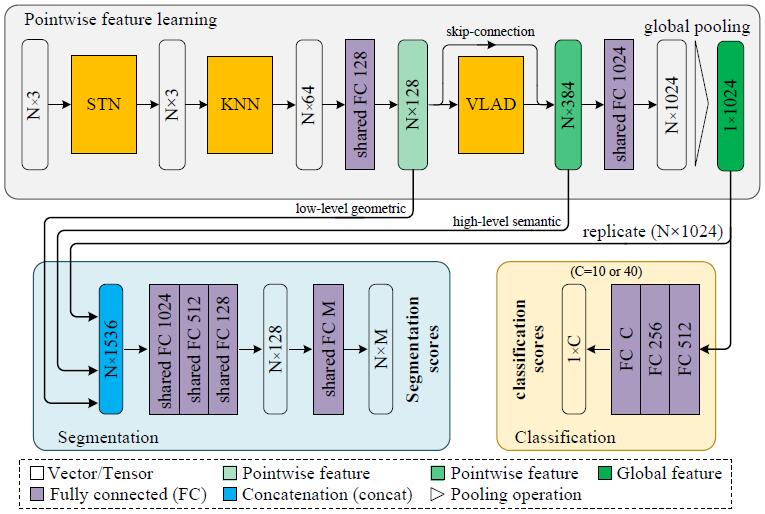 Pointwise feature learning
global pooling
skip-connection
N×3
STN
N×3
KNN
N×64
shared FC 128
N×128
VLAD
N×384
shared FC 1024
N×1024
1×1024
low-level geometric
high-level semantic
replicate (N×1024)
N×1536
shared FC 1024
shared FC 512
shared FC 128
N×128
shared FC M
N×M
Segmentation
scores
Segmentation
(C=10 or 40)
classification
scores
1×C
FC C
FC 256
FC 512
Classification
Vector/Tensor
Pointwise feature
Pointwise feature
Global feature
Fully connected (FC)
Concatenation (concat)
Pooling operation